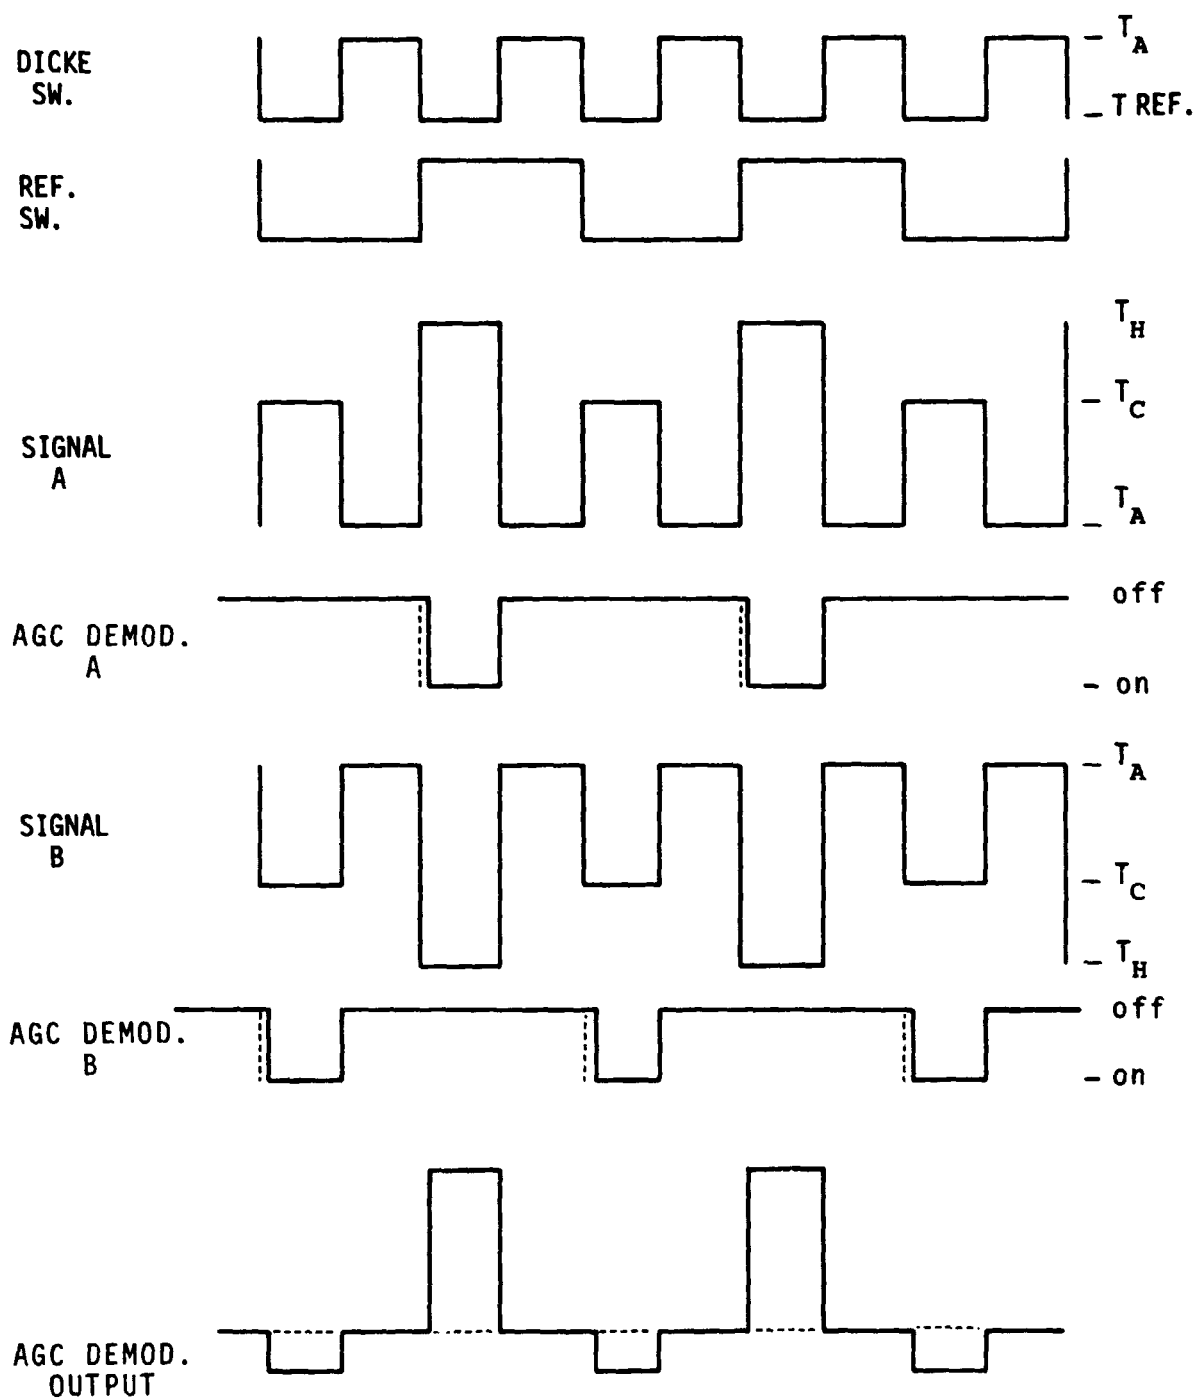 DICKE
SW.
– T_A
– T REF.
REF.
SW.
T_H
– T_C
SIGNAL
A
– T_A
off
AGC DEMOD.
A
– on
– T_A
SIGNAL
B
– T_C
– T_H
off
AGC DEMOD.
B
– on
AGC DEMOD.
OUTPUT